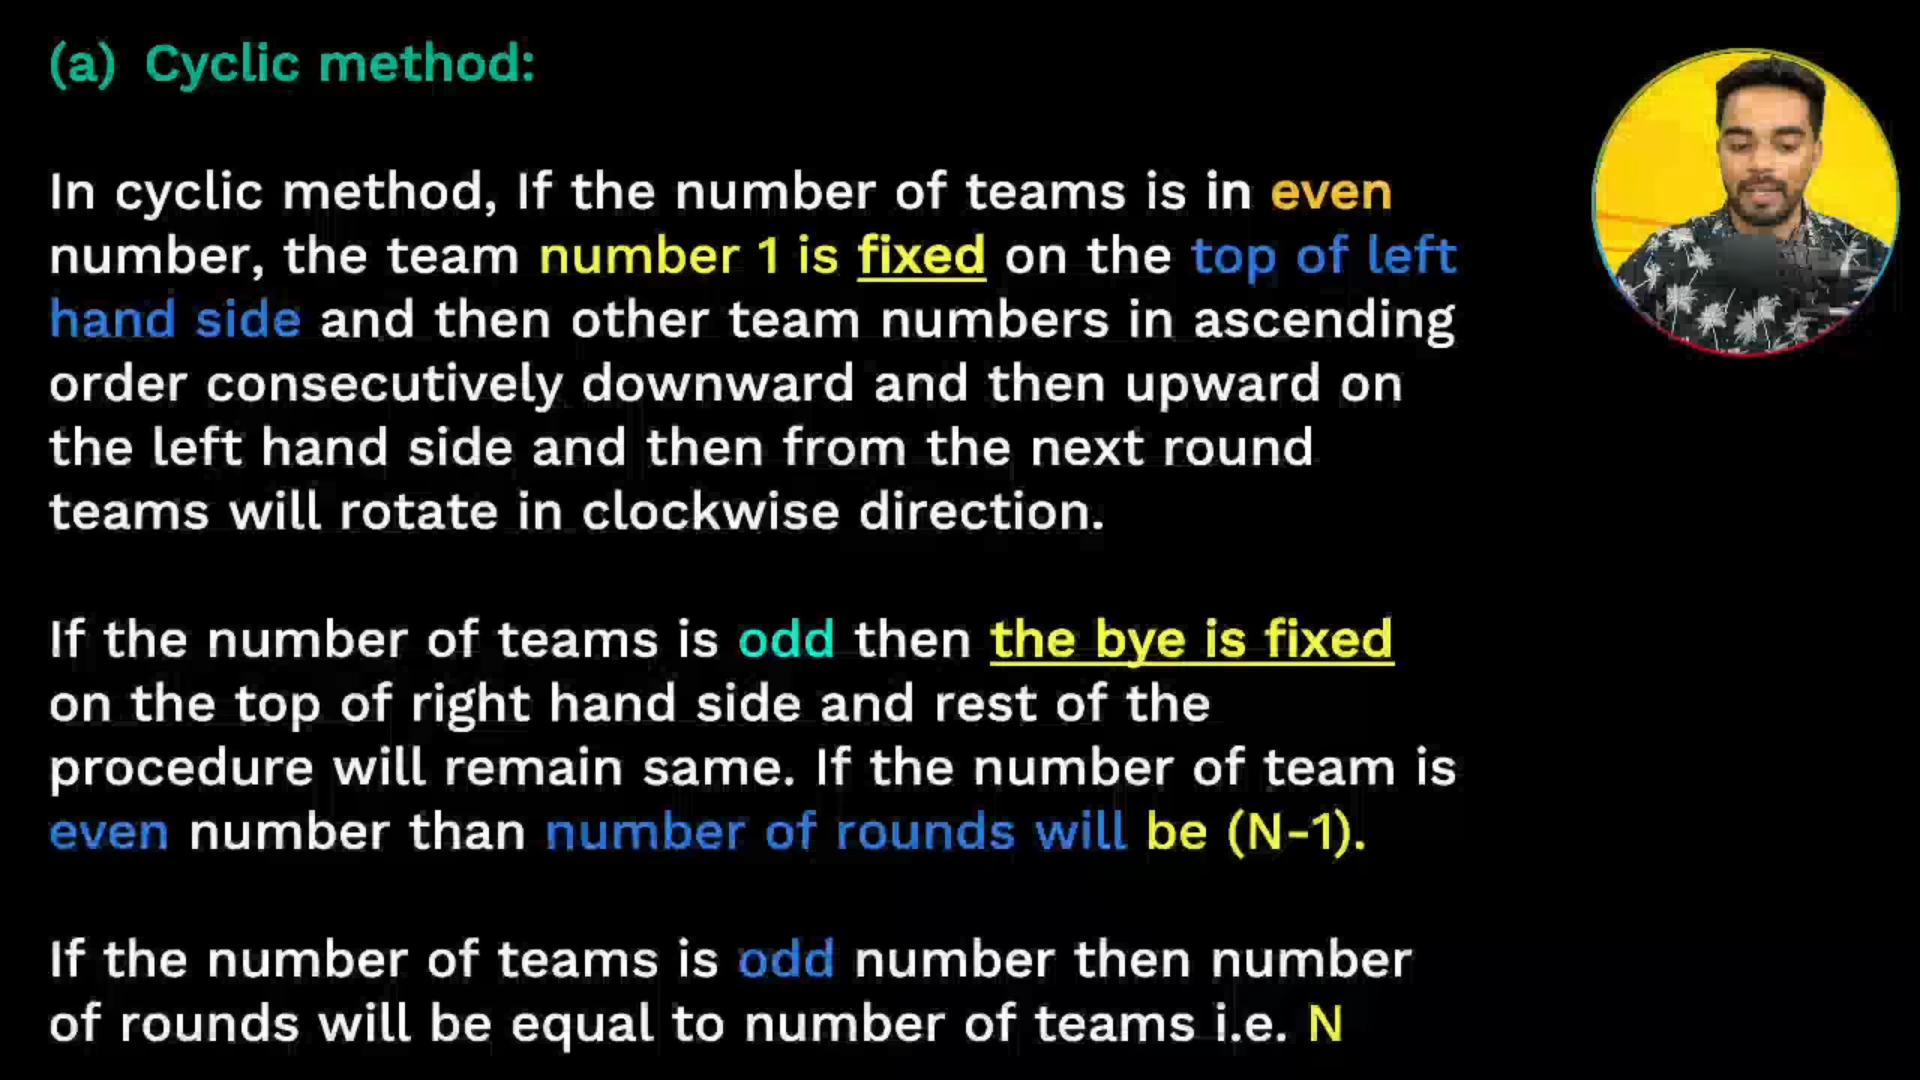 (a) Cyclic method:
In cyclic method, If the number of teams is in even
number, the team number 1 is fixed on the top of left
hand side and then other team numbers in ascending
order consecutively downward and then upward on
the left hand side and then from the next round
teams will rotate in clockwise direction.
If the number of teams is odd then the bye is fixed
on the top of right hand side and rest of the
procedure will remain same. If the number of team is
even number than number of rounds will be (N-1).
If the number of teams is odd number then number
of rounds will be equal to number of teams i.e. N